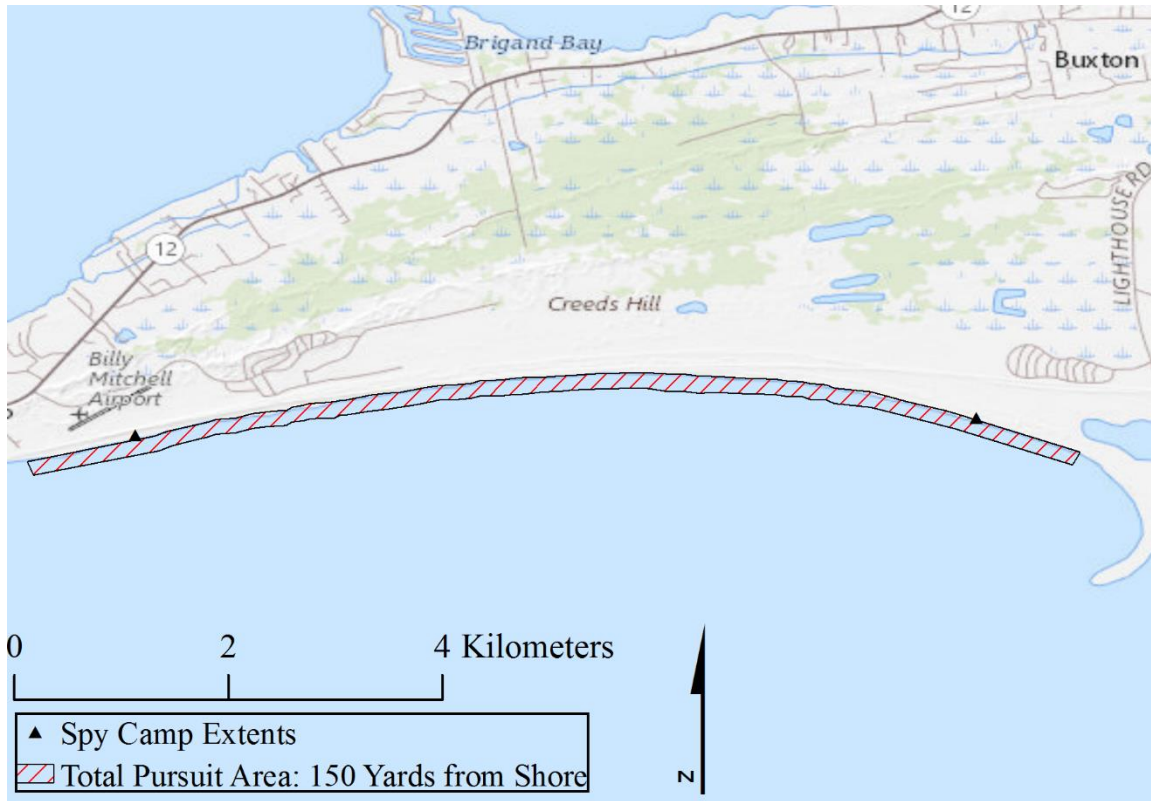 12
Brigand Bay
Buxton
LIGHTHOUSE RD
12
Creeds Hill
Billy
Mitchell
Airport
0 2 4 Kilometers
Spy Camp Extents
Total Pursuit Area: 150 Yards from Shore
N